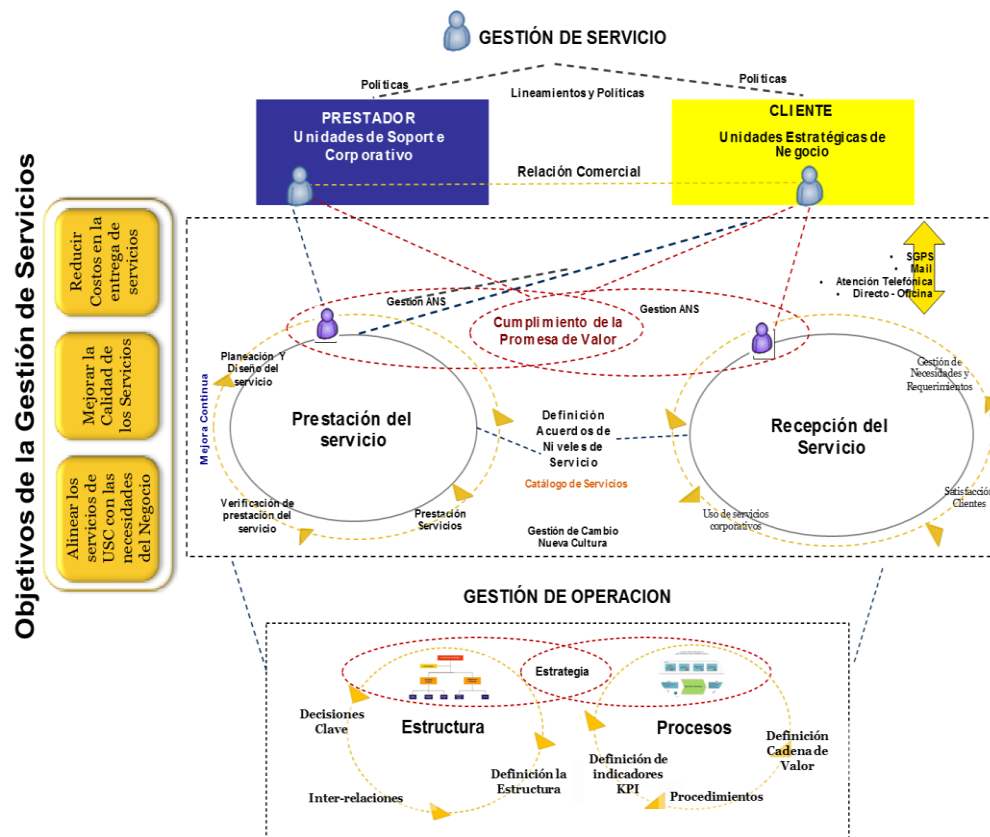 GESTIÓN DE SERVICIO
Políticas
Políticas
Lineamientos y Políticas
PRESTADOR
Unidades de Soporte
Corporativo
CLIENTE
Unidades Estratégicas de
Negocio
Relación Comercial
Objetivos de la Gestión de Servicios
Reducir
Costos en la
entrega de
servicios
Mejorar la
Calidad de
los Servicios
Alinear los
servicios de
USC con las
necesidades
del Negocio
• SGPS
• Mail
• Atención Telefónica
• Directo - Oficina
Gestión ANS
Cumplimiento de la
Promesa de Valor
Gestion ANS
Planeación Y
Diseño del
servicio
Mejora Continua
Prestación del
servicio
Verificación de
prestación del
servicio
Prestación
Servicios
Definición
Acuerdos de
Niveles de
Servicio
Catálogo de Servicios
Gestión de Cambio
Nueva Cultura
Gestión de
Necesidades y
Requerimientos
Recepción del
Servicio
Uso de servicios
corporativos
Satisfacción
Clientes
GESTIÓN DE OPERACION
Estrategia
Decisiones
Clave
Estructura
Inter-relaciones
Definición la
Estructura
Procesos
Definición de
indicadores
KPI
Procedimientos
Definición
Cadena de
Valor